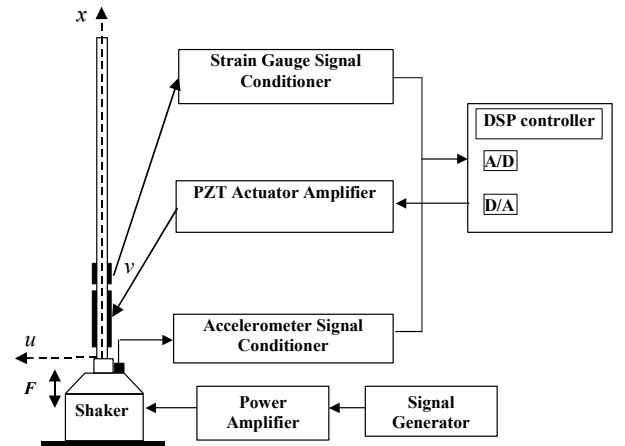 x
Strain Gauge Signal
Conditioner
DSP controller
A/D
PZT Actuator Amplifier
D/A
v
u
Accelerometer Signal
Conditioner
F
Shaker
Power
Amplifier
Signal
Generator